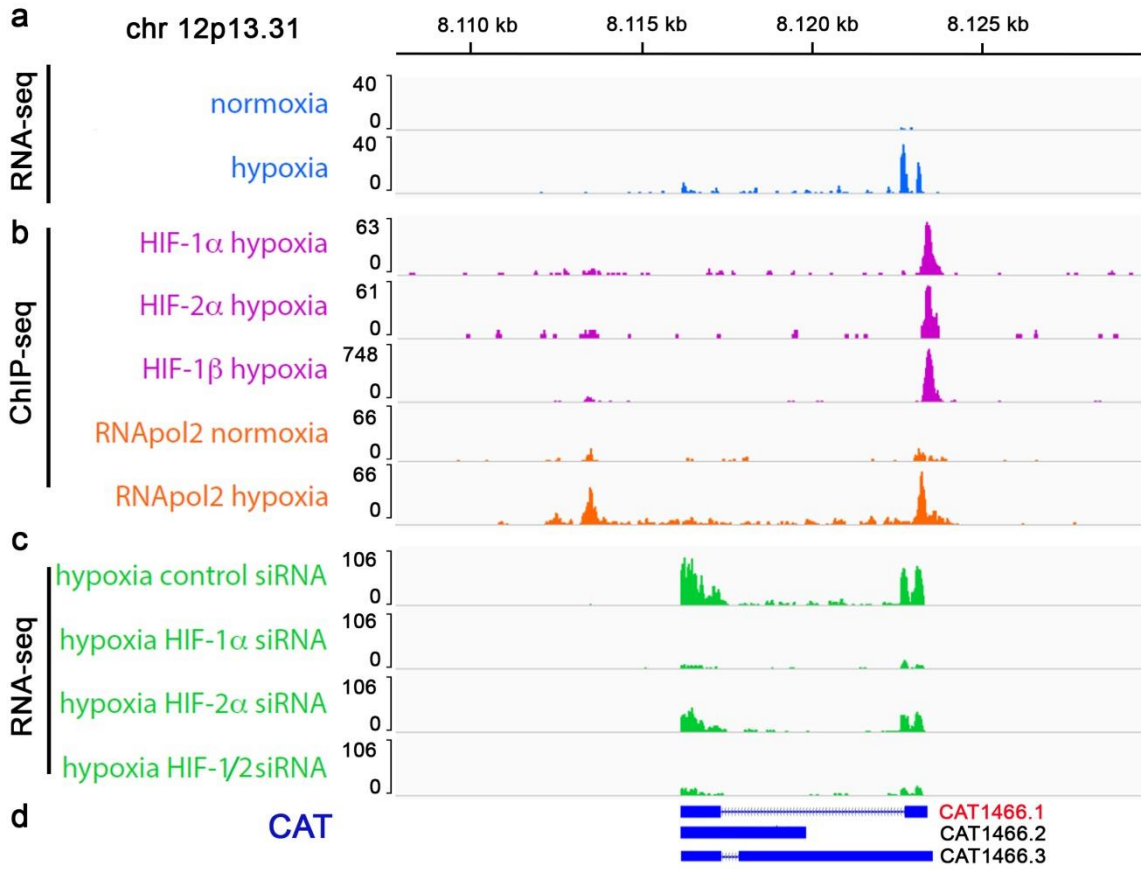 a
chr 12p13.31
8.110 kb 8.115 kb 8.120 kb 8.125 kb
RNA-seq
normoxia 40 0
hypoxia 40 0
b
ChIP-seq
HIF-1α hypoxia 63 0
HIF-2α hypoxia 61 0
HIF-1β hypoxia 748 0
RNApol2 normoxia 66 0
RNApol2 hypoxia 66 0
c
RNA-seq
hypoxia control siRNA 106 0
hypoxia HIF-1α siRNA 106 0
hypoxia HIF-2α siRNA 106 0
hypoxia HIF-1/2siRNA 106 0
d
CAT
CAT1466.1
CAT1466.2
CAT1466.3